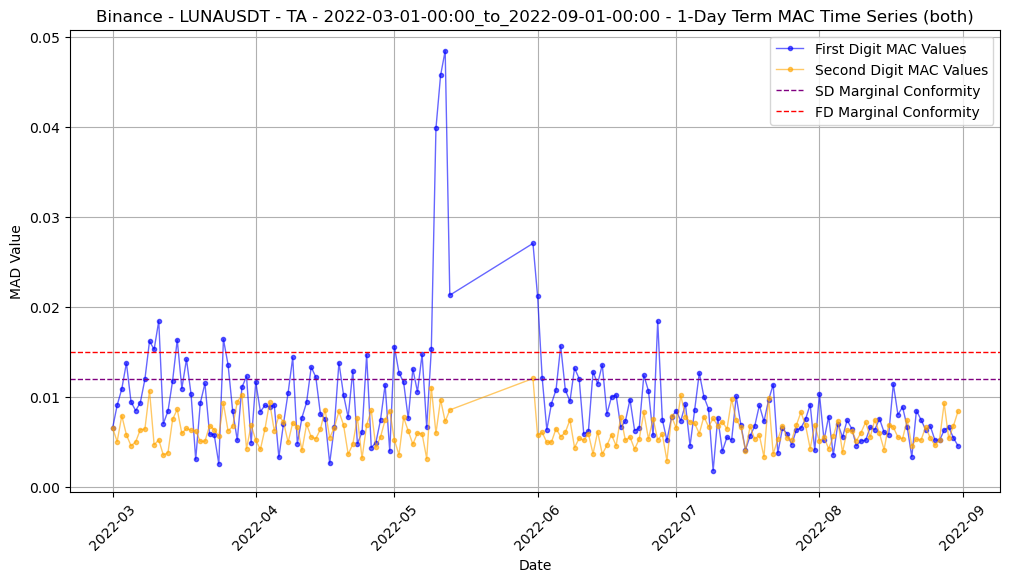 Binance - LUNAUSDT - TA - 2022-03-01-00:00_to_2022-09-01-00:00 - 1-Day Term MAC Time Series (both)
First Digit MAC Values
Second Digit MAC Values
SD Marginal Conformity
FD Marginal Conformity
MAD Value
0.05
0.04
0.03
0.02
0.01
0.00
2022-03
2022-04
2022-05
2022-06
2022-07
2022-08
2022-09
Date